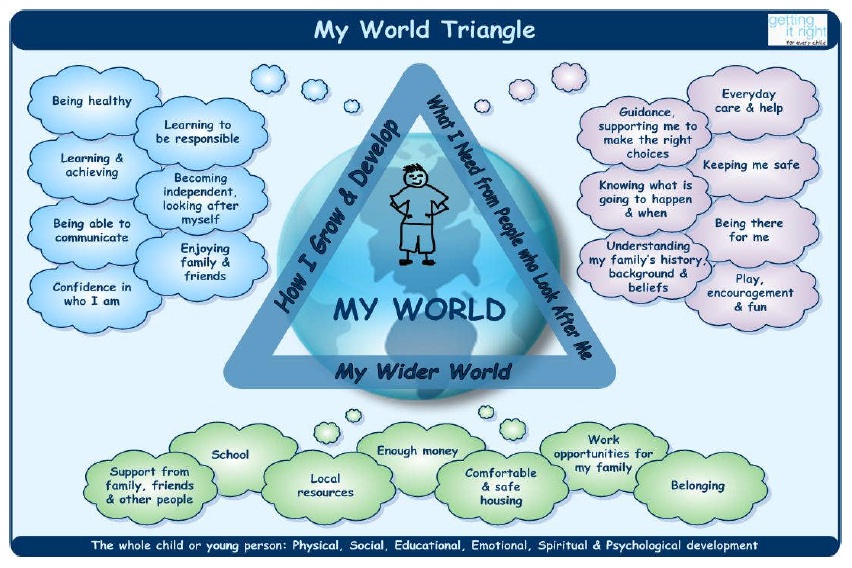 My World Triangle
getting
it right
for every child
Being healthy
Learning to
be responsible
Learning &
achieving
Becoming
independent,
looking after
myself
Being able to
communicate
Enjoying
family &
friends
Confidence in
who I am
How I Grow & Develop
What I Need from People who Look After Me
MY WORLD
My Wider World
Everyday
care & help
Guidance,
supporting me to
make the right
choices
Keeping me safe
Knowing what is
going to happen
& when
Being there
for me
Understanding
my family's history,
background &
beliefs
Play,
encouragement
& fun
Support from
family, friends
& other people
School
Local
resources
Enough money
Comfortable
& safe
housing
Work
opportunities for
my family
Belonging
The whole child or young person: Physical, Social, Educational, Emotional, Spiritual & Psychological development